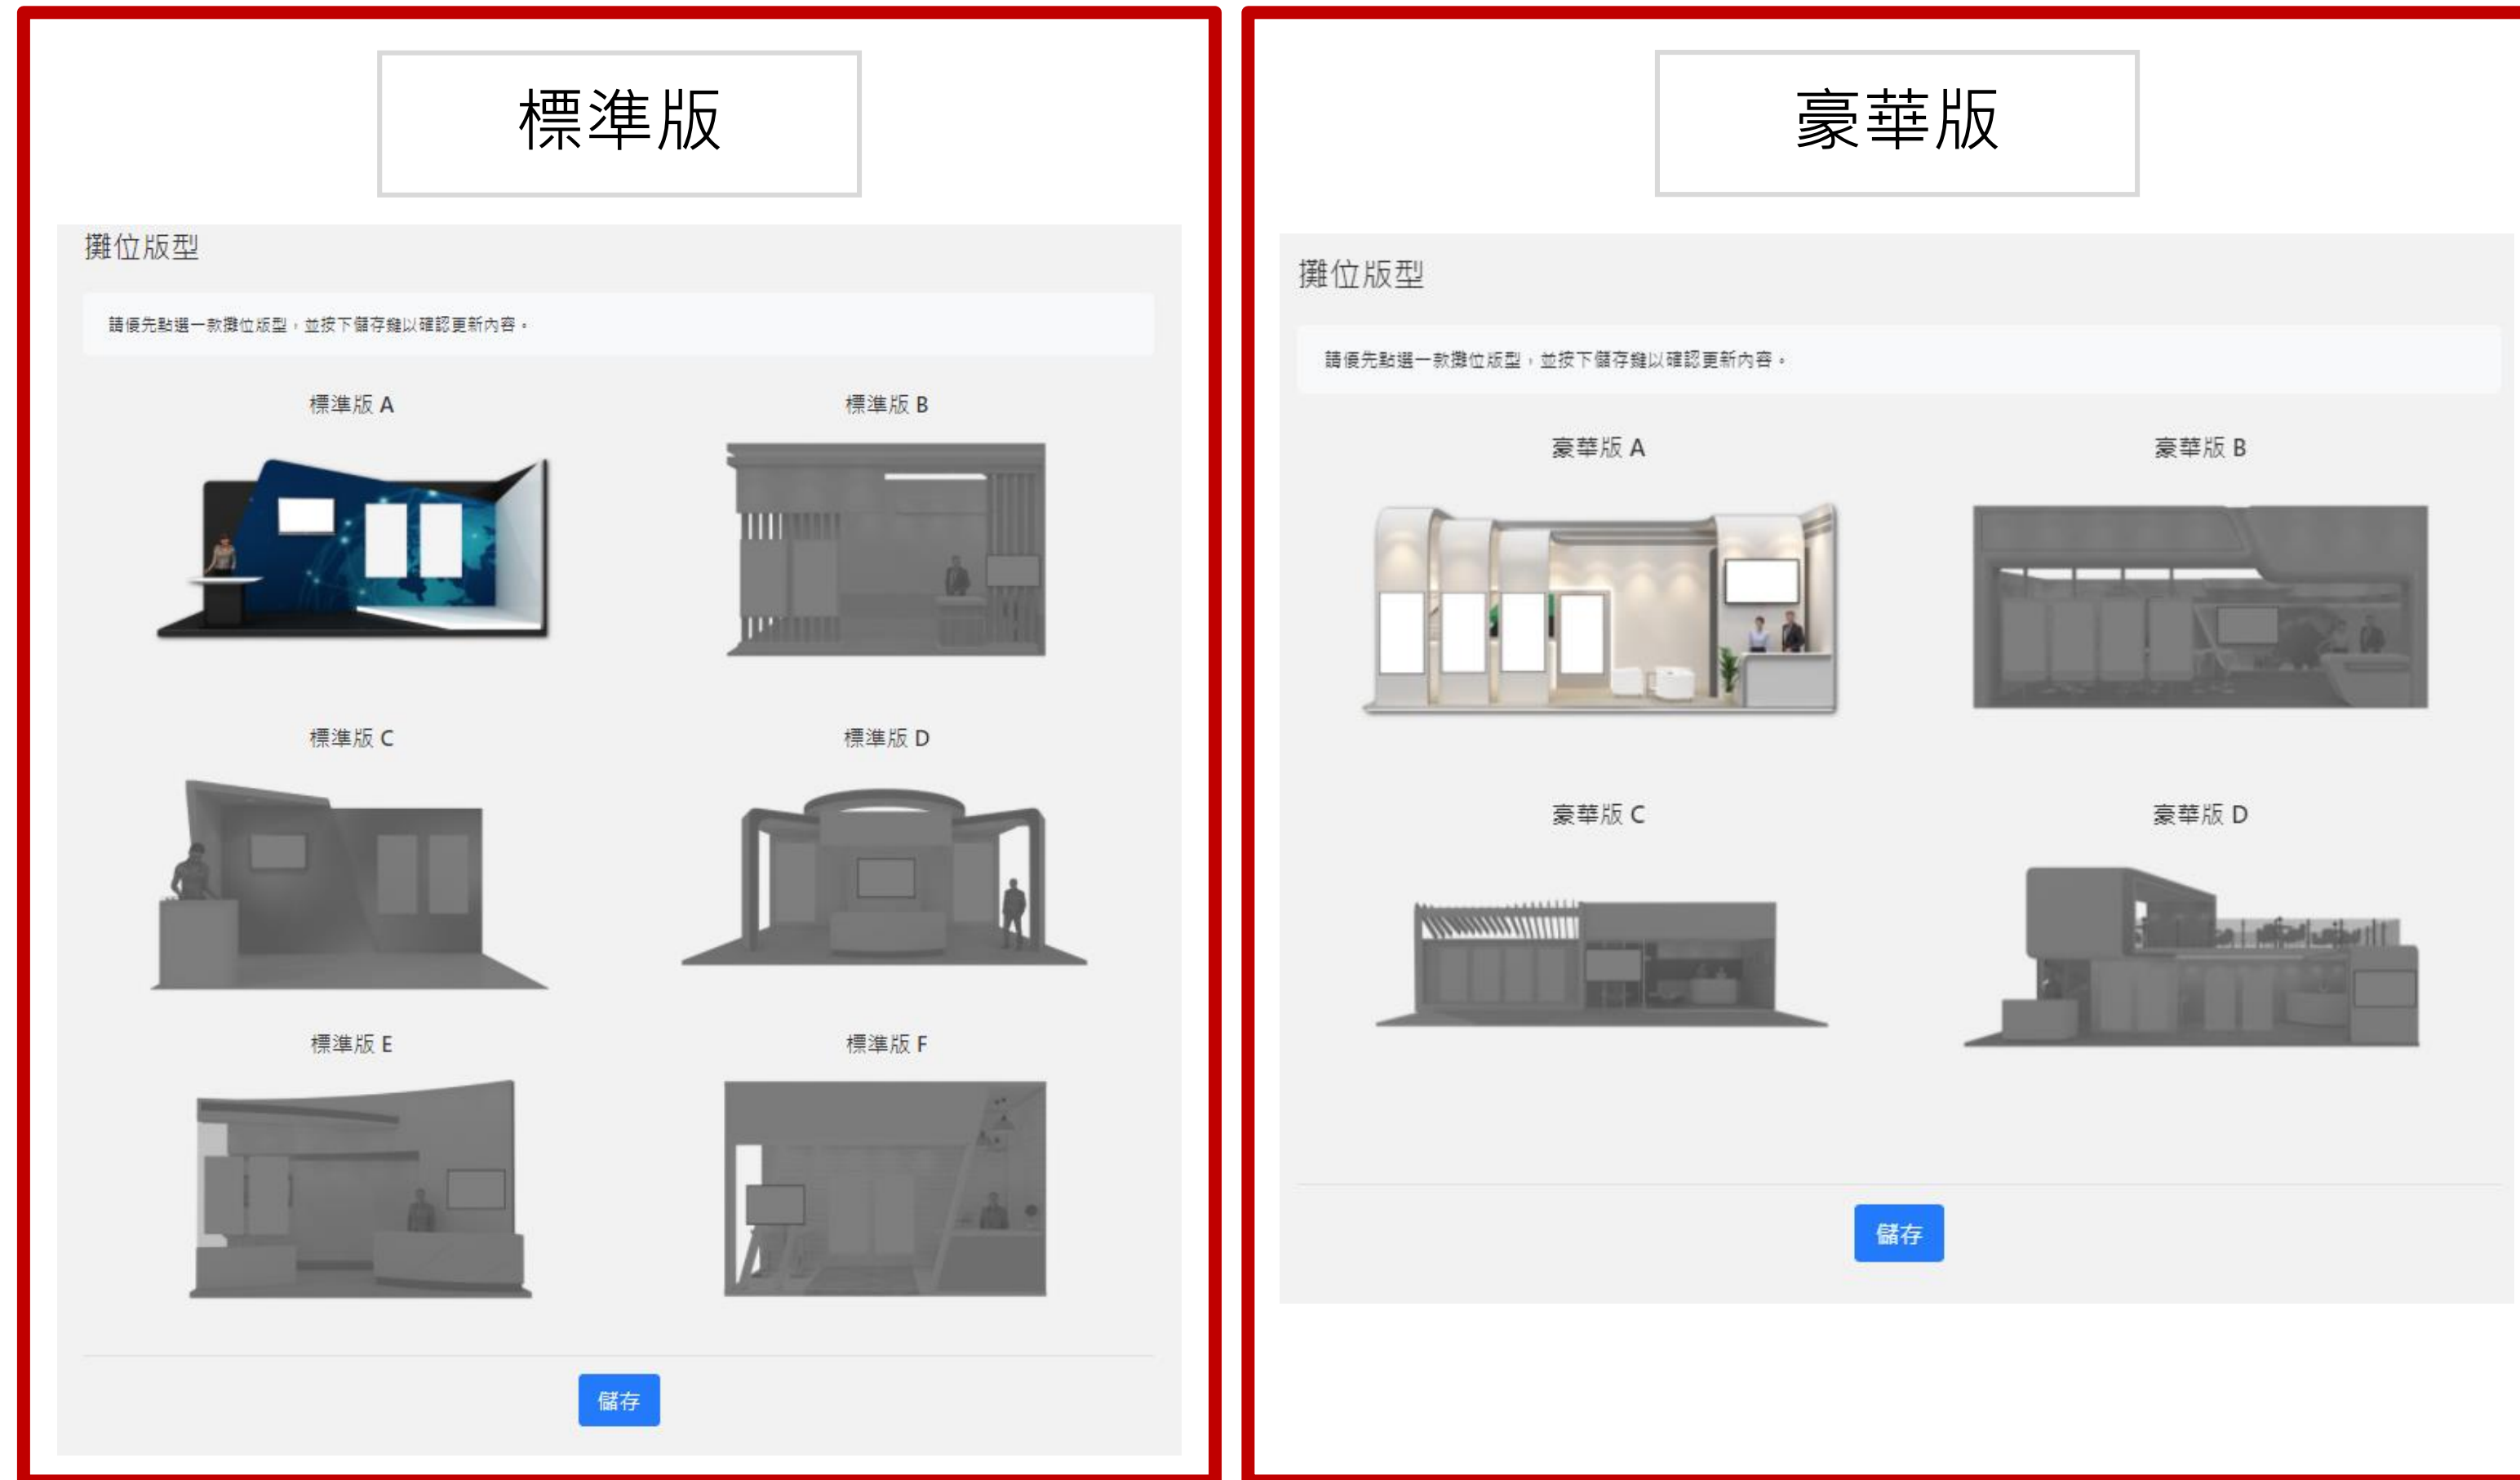 標準版
攤位版型
請優先點選一款攤位版型，並按下儲存鍵以確認更新內容。
標準版 A
標準版 B
標準版 C
標準版 D
標準版 E
標準版 F
儲存
豪華版
攤位版型
請優先點選一款攤位版型，並按下儲存鍵以確認更新內容。
豪華版 A
豪華版 B
豪華版 C
豪華版 D
儲存